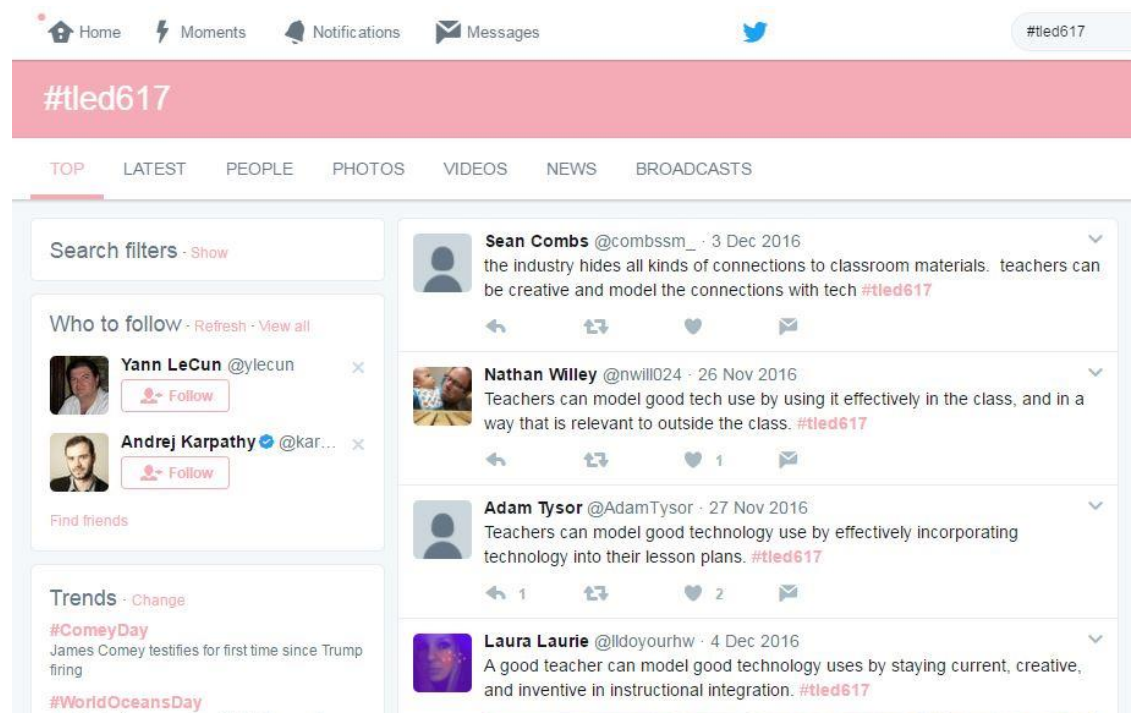 Home Moments Notifications Messages #tled617
#tled617
TOP LATEST PEOPLE PHOTOS VIDEOS NEWS BROADCASTS
Search filters · Show
Who to follow · Refresh · View all
Yann LeCun @ylecun
Follow
Andrej Karpathy @kar...
Follow
Find friends
Trends · Change
#ComeyDay
James Comey testifies for first time since Trump
firing
#WorldOceansDay
Sean Combs @combssm_ · 3 Dec 2016
the industry hides all kinds of connections to classroom materials. teachers can
be creative and model the connections with tech #tled617
Nathan Willey @nwill024 · 26 Nov 2016
Teachers can model good tech use by using it effectively in the class, and in a
way that is relevant to outside the class. #tled617
1
Adam Tysor @AdamTysor · 27 Nov 2016
Teachers can model good technology use by effectively incorporating
technology into their lesson plans. #tled617
1 2
Laura Laurie @lldoyourhw · 4 Dec 2016
A good teacher can model good technology uses by staying current, creative,
and inventive in instructional integration. #tled617